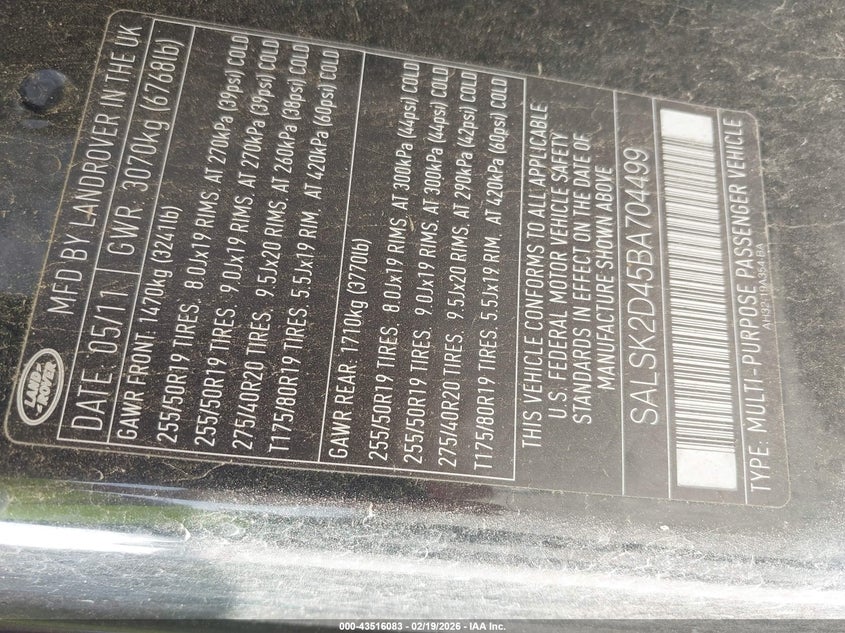 LAND
ROVER
MFD BY LANDROVER IN THE UK
DATE: 05/11 GWR: 3070kg (6768lb)
GAWR FRONT: 1470kg (3241lb)
255/50R19 TIRES. 8.0Jx19 RIMS. AT 270kPA (39psi) COLD
255/50R19 TIRES. 9.0Jx19 RIMS. AT 270kPA (39psi) COLD
275/40R20 TIRES. 9.5Jx20 RIMS. AT 260kPA (38psi) COLD
T175/80R19 TIRES. 5.5Jx19 RIM. AT 420kPA (60psi) COLD
GAWR REAR: 1710kg (3770lb)
255/50R19 TIRES. 8.0Jx19 RIMS. AT 300kPA (44psi) COLD
255/50R19 TIRES. 9.0Jx19 RIMS. AT 300kPA (44psi) COLD
275/40R20 TIRES. 9.5Jx20 RIMS. AT 290kPA (42psi) COLD
T175/80R19 TIRES. 5.5Jx19 RIM. AT 420kPA (60psi) COLD
THIS VEHICLE CONFORMS TO ALL APPLICABLE
U.S. FEDERAL MOTOR VEHICLE SAFETY
STANDARDS IN EFFECT ON THE DATE OF
MANUFACTURE SHOWN ABOVE
SALSK2D45BA704499
TYPE: MULTI-PURPOSE PASSENGER VEHICLE
000-43516083 - 02/19/2026 - IAA Inc.